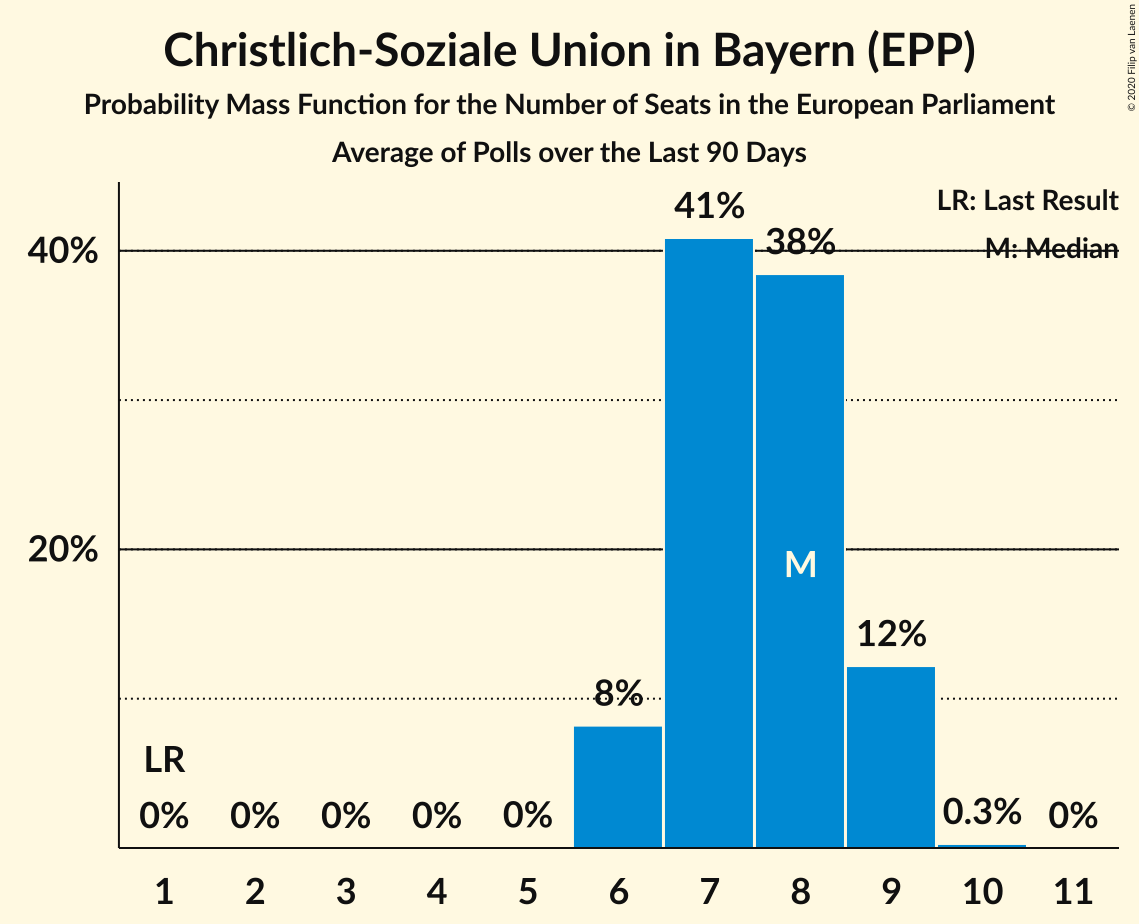 Christlich-Soziale Union in Bayern (EPP)
Probability Mass Function for the Number of Seats in the European Parliament
Average of Polls over the Last 90 Days
© 2020 Filip van Laenen
LR: Last Result
M: Median
40%
20%
41%
38%
M
12%
8%
LR
0%
0%
0%
0%
0%
0.3%
0%
1 2 3 4 5 6 7 8 9 10 11